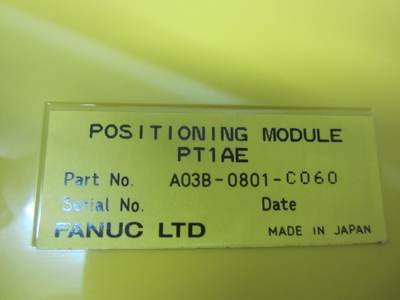 POSITIONING MODULE
PT1AE
Part No. A03B-0801-C060
Serial No. Date
FANUC LTD MADE IN JAPAN